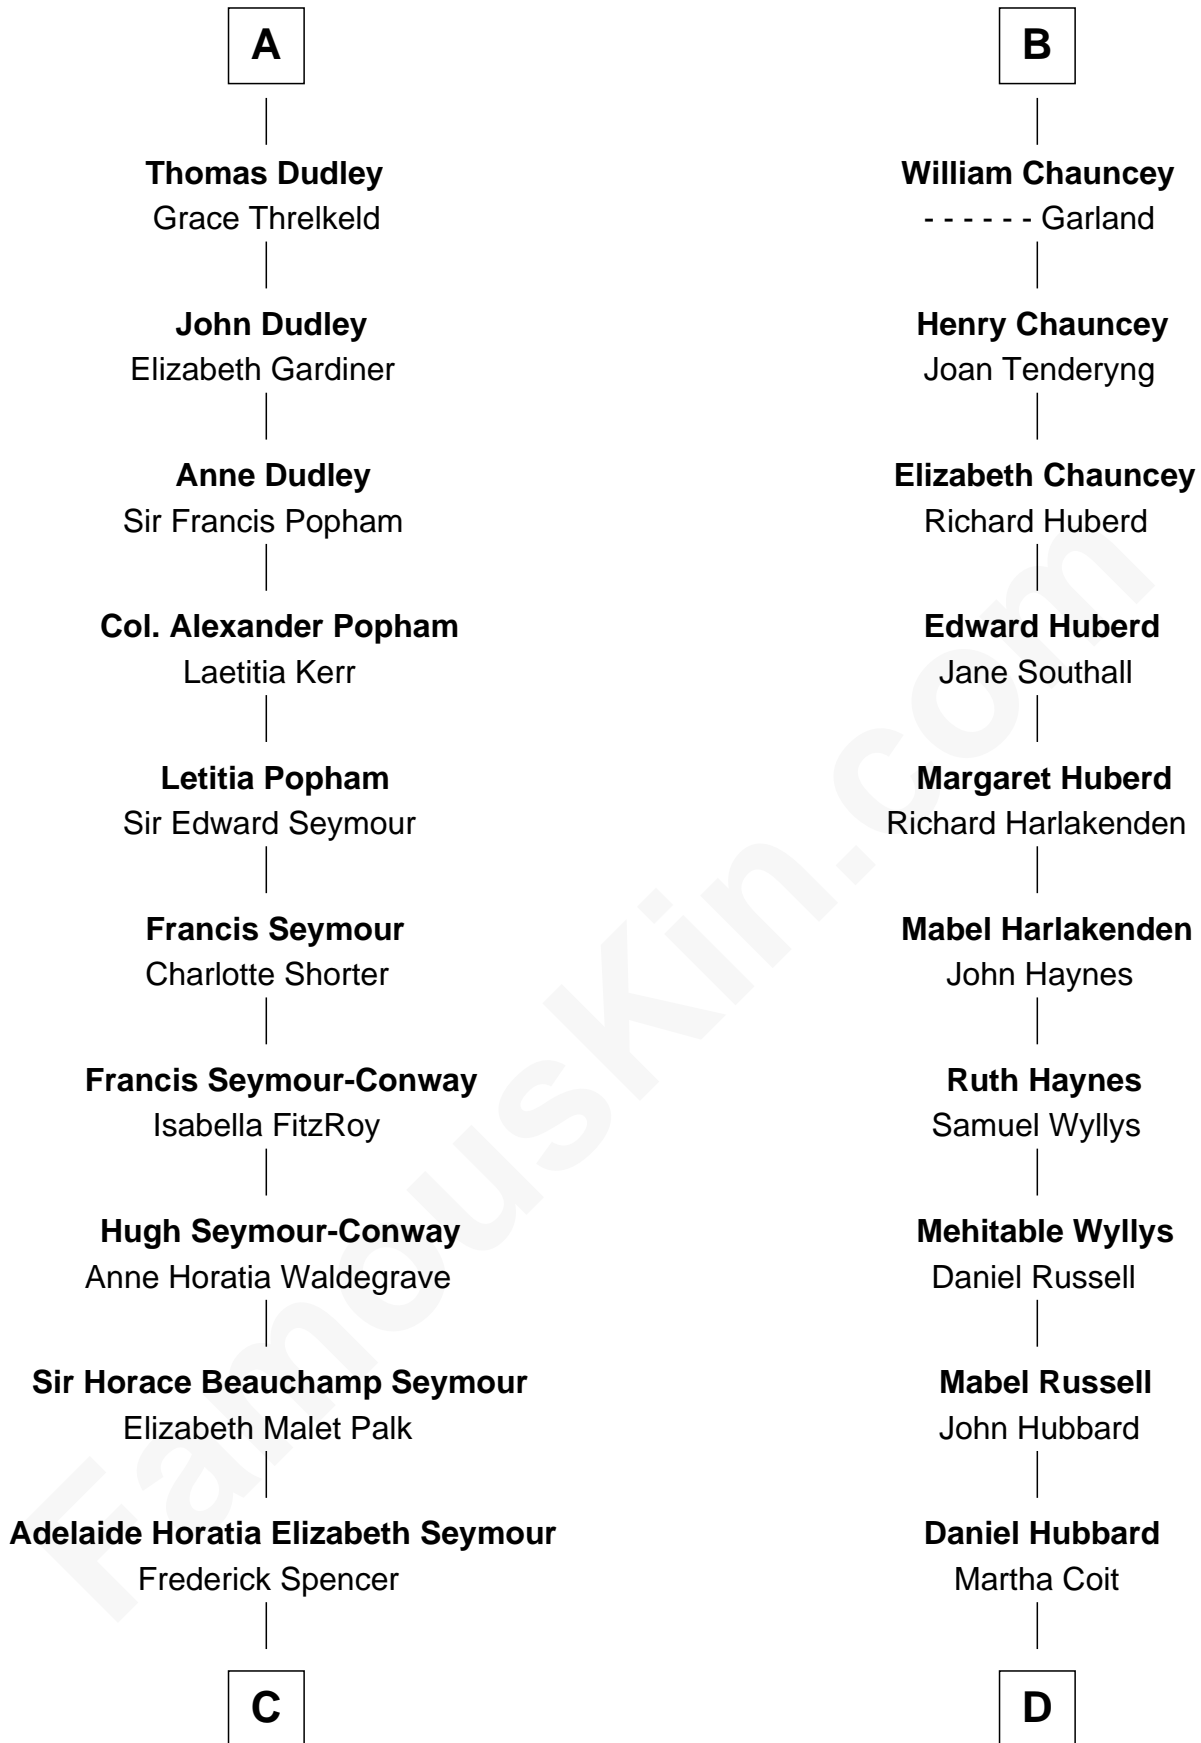 A
Thomas Dudley
Grace Threlkeld
John Dudley
Elizabeth Gardiner
Anne Dudley
Sir Francis Popham
Col. Alexander Popham
Laetitia Kerr
Letitia Popham
Sir Edward Seymour
Francis Seymour
Charlotte Shorter
Francis Seymour-Conway
Isabella FitzRoy
Hugh Seymour-Conway
Anne Horatia Waldegrave
Sir Horace Beauchamp Seymour
Elizabeth Malet Palk
Adelaide Horatia Elizabeth Seymour
Frederick Spencer
C
B
William Chauncey
- - - - - - Garland
Henry Chauncey
Joan Tenderyng
Elizabeth Chauncey
Richard Huberd
Edward Huberd
Jane Southall
Margaret Huberd
Richard Harlakenden
Mabel Harlakenden
John Haynes
Ruth Haynes
Samuel Wyllys
Mehitable Wyllys
Daniel Russell
Mabel Russell
John Hubbard
Daniel Hubbard
Martha Coit
D
FamousKin.com